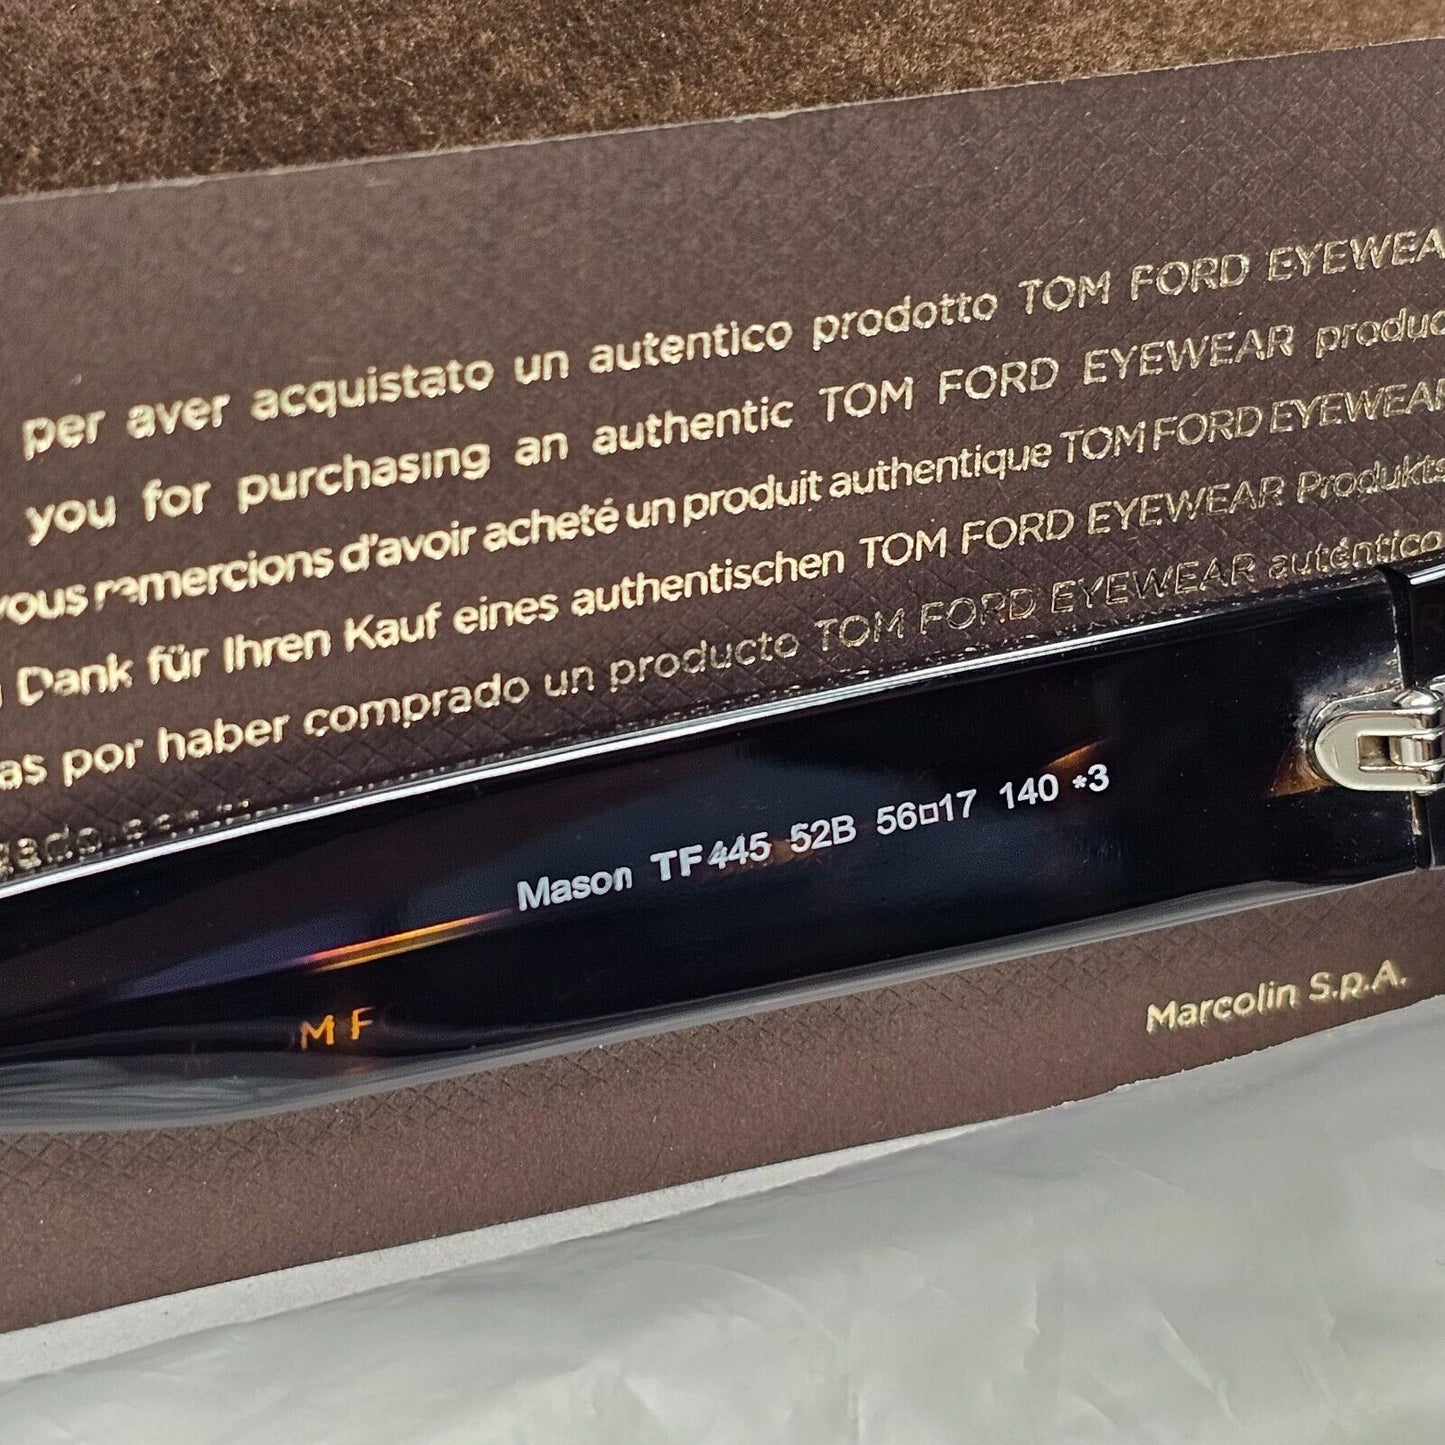 per aver acquistato un autentico prodotto TOM FORD EYEWEA
you for purchasing an authentic TOM FORD EYEWEAR produc
vous remercions d'avoir acheté un produit authentique TOM FORD EYEWEAR
Dank für Ihren Kauf eines authentischen TOM FORD EYEWEAR Produkts
as por haber comprado un producto TOM FORD EYEWEAR auténtico
Mason TF445 52B 56□17 140 *3
M F
Marcolin S.p.A.